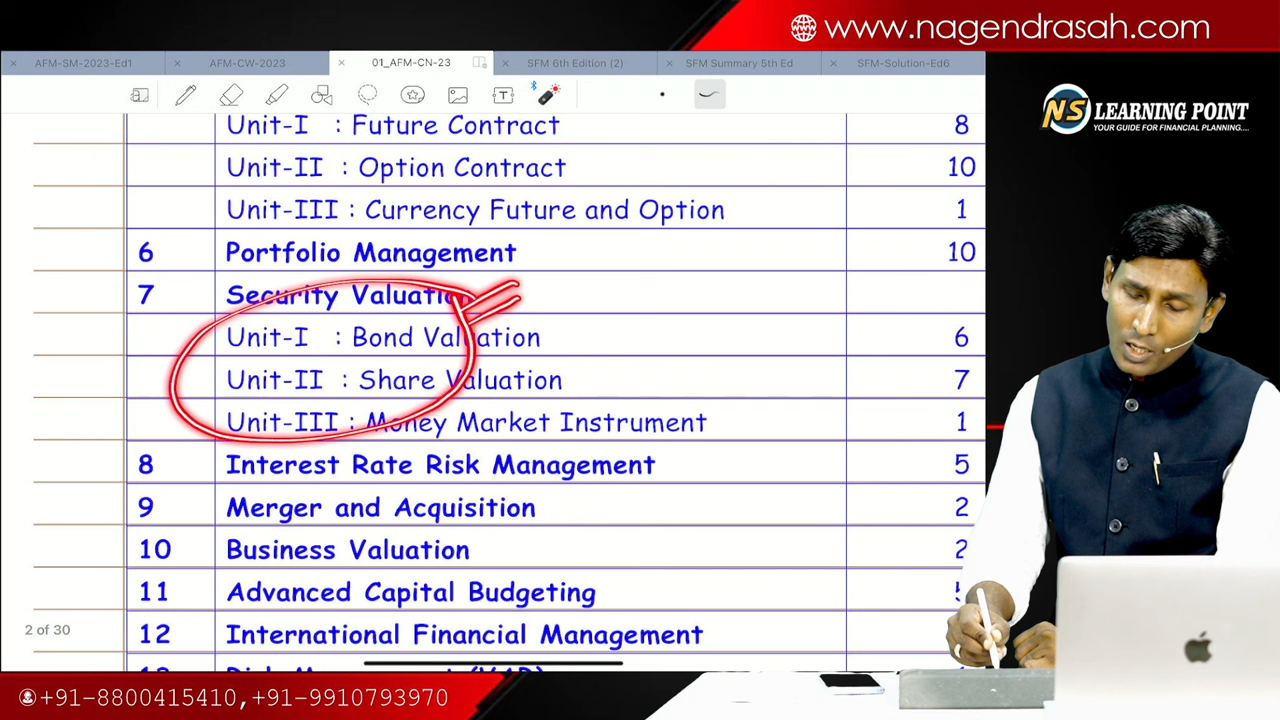 www.nagendrasah.com
AFM-SM-2023-Ed1
AFM-CW-2023
01_AFM-CN-23
SFM 6th Edition (2)
SFM Summary 5th Ed
SFM-Solution-Ed6
NS LEARNING POINT
YOUR GUIDE FOR FINANCIAL PLANNING....
Unit-I : Future Contract 8
Unit-II : Option Contract 10
Unit-III : Currency Future and Option 1
6 Portfolio Management 10
7 Security Valuation
Unit-I : Bond Valuation 6
Unit-II : Share Valuation 7
Unit-III : Money Market Instrument 1
8 Interest Rate Risk Management 5
9 Merger and Acquisition 2
10 Business Valuation 2
11 Advanced Capital Budgeting
12 International Financial Management
2 of 30
+91-8800415410,+91-9910793970